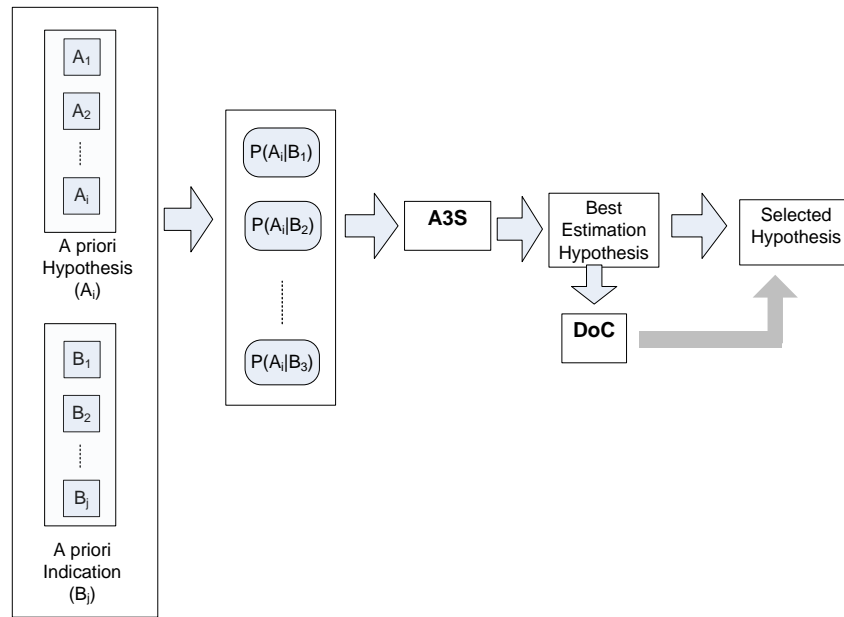 A₁
A₂
Aᵢ
A priori
Hypothesis
(Aᵢ)
B₁
B₂
Bⱼ
A priori
Indication
(Bⱼ)
P(Aᵢ|B₁)
P(Aᵢ|B₂)
P(Aᵢ|B₃)
A3S
Best
Estimation
Hypothesis
DoC
Selected
Hypothesis